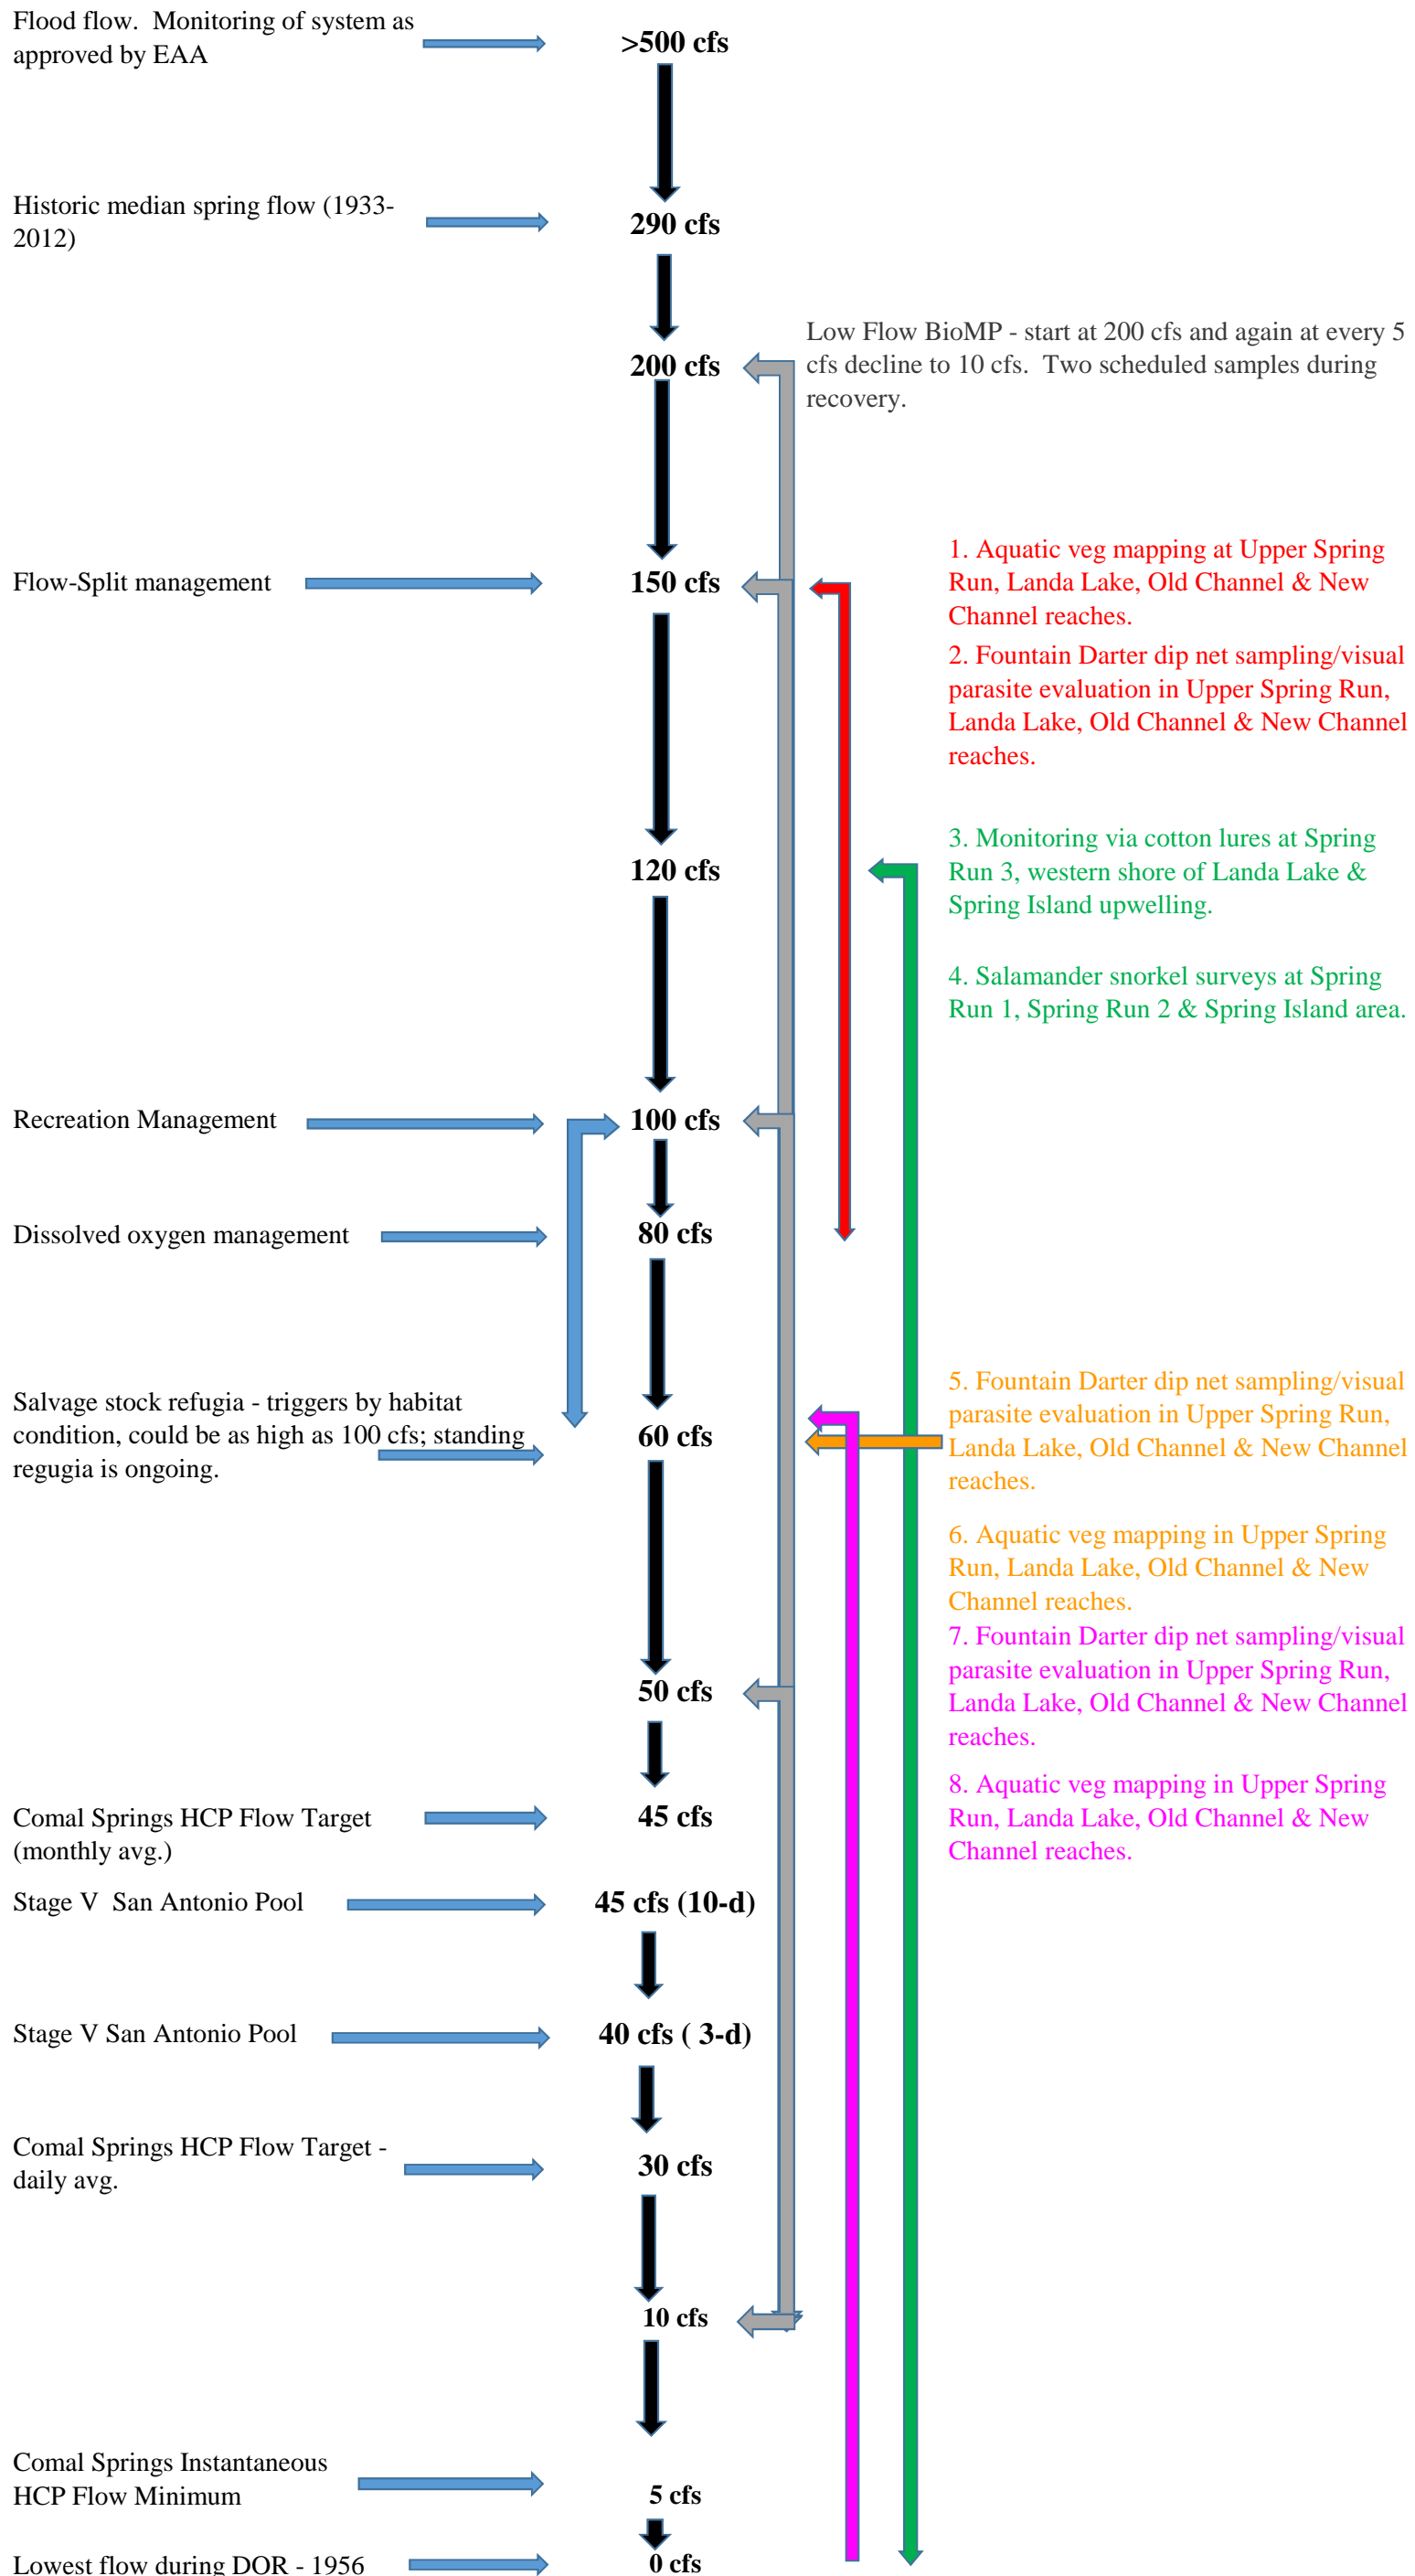 Flood flow.  Monitoring of system as
approved by EAA
>500 cfs
Historic median spring flow (1933-
2012)
290 cfs
Low Flow BioMP - start at 200 cfs and again at every 5
cfs decline to 10 cfs.  Two scheduled samples during
recovery.
200 cfs
Flow-Split management
150 cfs
1. Aquatic veg mapping at Upper Spring
Run, Landa Lake, Old Channel & New
Channel reaches.
2. Fountain Darter dip net sampling/visual
parasite evaluation in Upper Spring Run,
Landa Lake, Old Channel & New Channel
reaches.
120 cfs
3. Monitoring via cotton lures at Spring
Run 3, western shore of Landa Lake &
Spring Island upwelling.
4. Salamander snorkel surveys at Spring
Run 1, Spring Run 2 & Spring Island area.
Recreation Management
100 cfs
Dissolved oxygen management
80 cfs
Salvage stock refugia - triggers by habitat
condition, could be as high as 100 cfs; standing
regugia is ongoing.
60 cfs
5. Fountain Darter dip net sampling/visual
parasite evaluation in Upper Spring Run,
Landa Lake, Old Channel & New Channel
reaches.
6. Aquatic veg mapping in Upper Spring
Run, Landa Lake, Old Channel & New
Channel reaches.
7. Fountain Darter dip net sampling/visual
parasite evaluation in Upper Spring Run,
Landa Lake, Old Channel & New Channel
reaches.
50 cfs
8. Aquatic veg mapping in Upper Spring
Run, Landa Lake, Old Channel & New
Channel reaches.
Comal Springs HCP Flow Target
(monthly avg.)
45 cfs
Stage V  San Antonio Pool
45 cfs (10-d)
Stage V San Antonio Pool
40 cfs ( 3-d)
Comal Springs HCP Flow Target -
daily avg.
30 cfs
10 cfs
Comal Springs Instantaneous
HCP Flow Minimum
5 cfs
Lowest flow during DOR - 1956
0 cfs